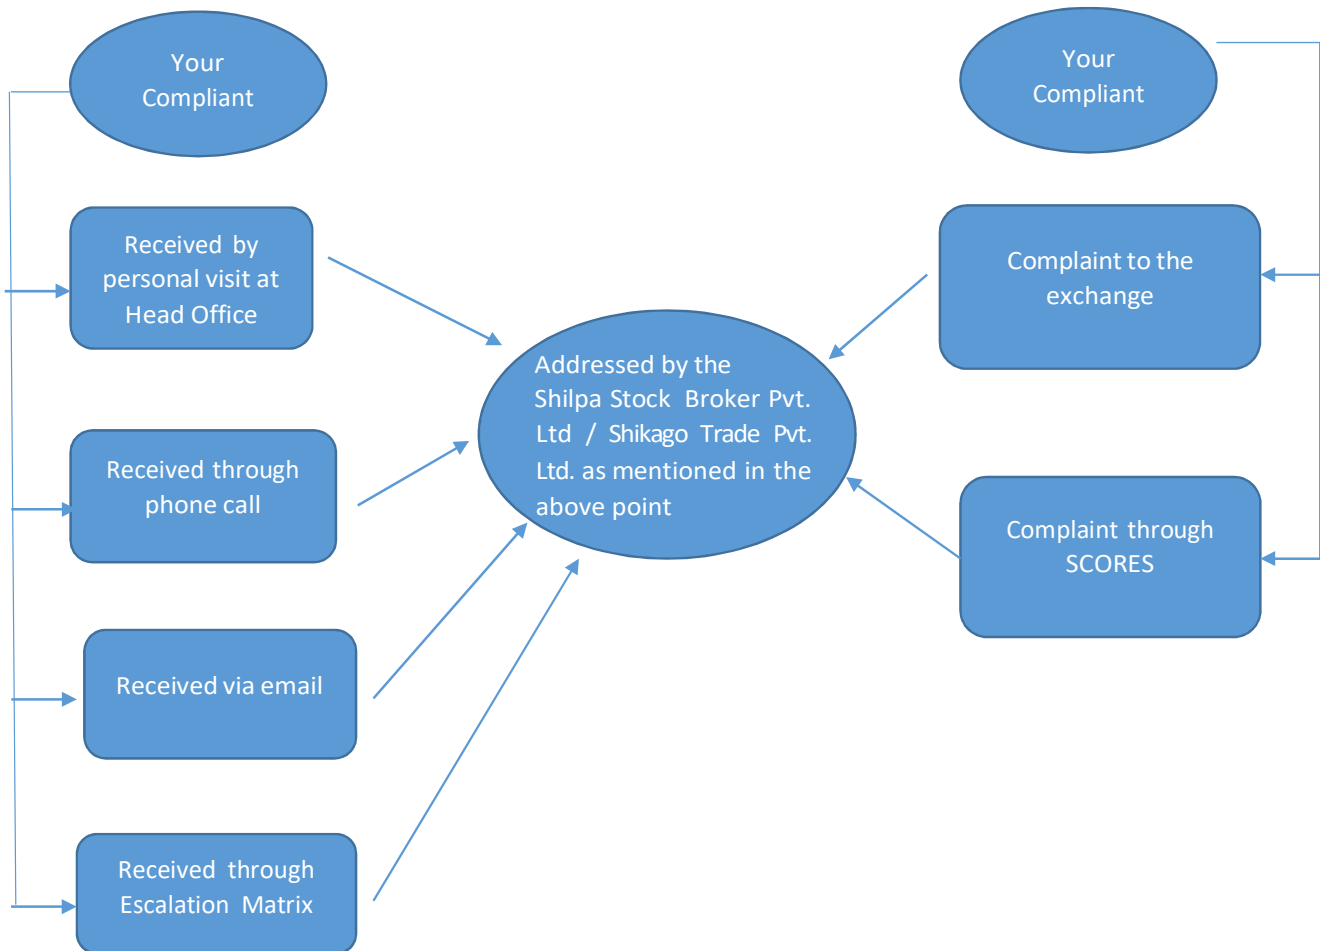 Your
Compliant
Received by
personal visit at
Head Office
Received through
phone call
Received via email
Received through
Escalation Matrix
Addressed by the
Shilpa Stock Broker Pvt.
Ltd / Shikago Trade Pvt.
Ltd. as mentioned in the
above point
Your
Compliant
Complaint to the
exchange
Complaint through
SCORES